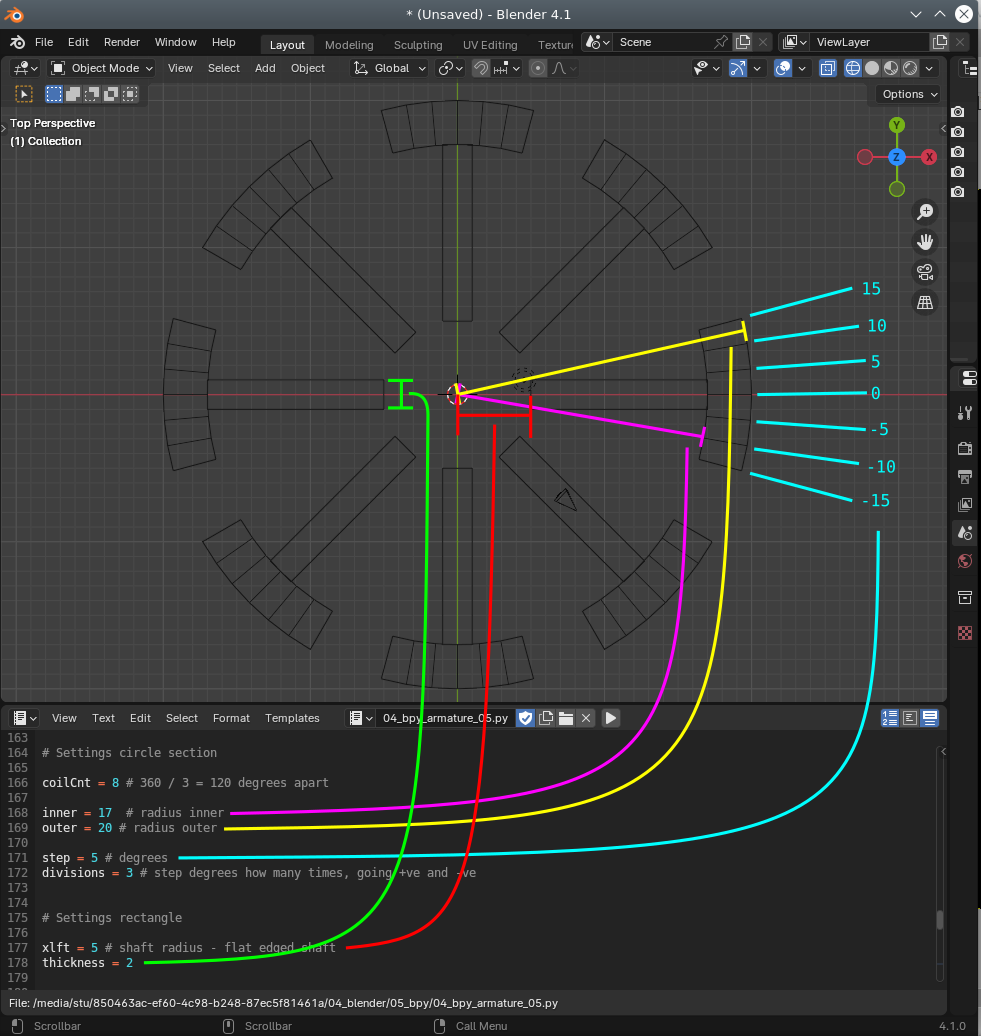 * (Unsaved) - Blender 4.1
File Edit Render Window Help Layout Modeling Sculpting UV Editing Textur Scene ViewLayer
Object Mode View Select Add Object Global
Options
Top Perspective
(1) Collection
Y
Z X
15
10
5
0
-5
-10
-15
View Text Edit Select Format Templates 04_bpy_armature_05.py
163
164 # Settings circle section
165
166 coilCnt = 8 # 360 / 3 = 120 degrees apart
167
168 inner = 17 # radius inner
169 outer = 20 # radius outer
170
171 step = 5 # degrees
172 divisions = 3 # step degrees how many times, going +ve and -ve
173
174
175 # Settings rectangle
176
177 xlft = 5 # shaft radius - flat edged shaft
178 thickness = 2
179
File: /media/stu/850463ac-ef60-4c98-b248-87ec5f81461a/04_blender/05_bpy/04_bpy_armature_05.py
Scrollbar Scrollbar Call Menu 4.1.0